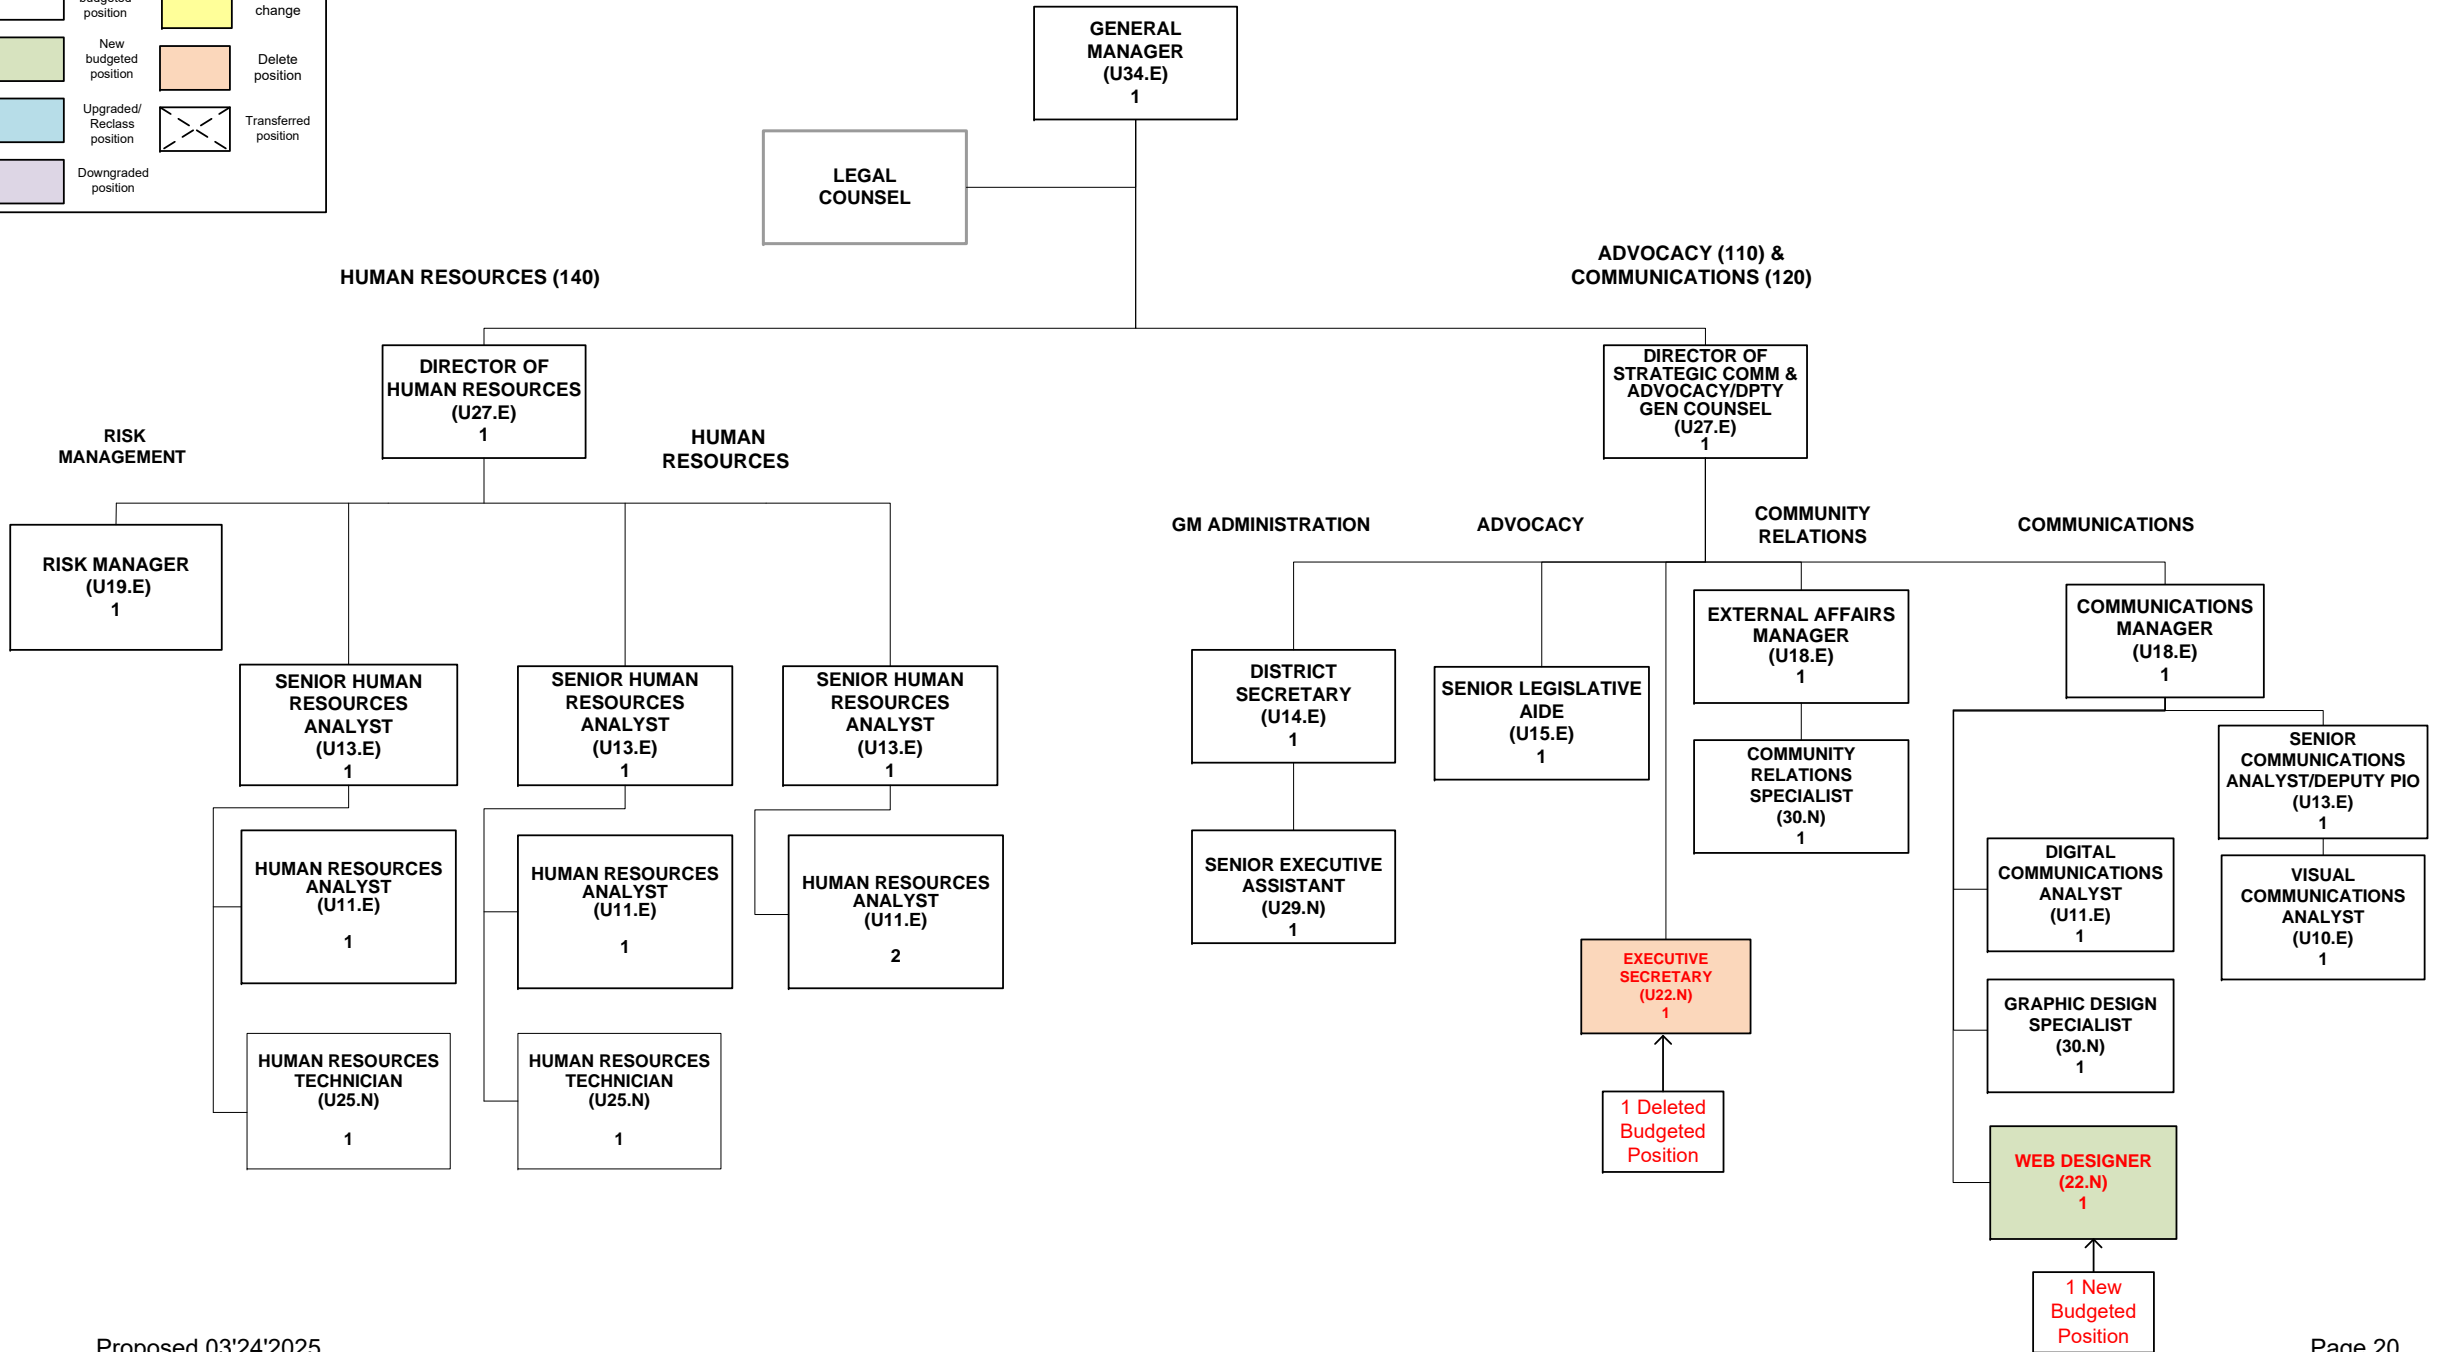 budgeted
position
change
New
budgeted
position
Delete
position
Upgraded/
Reclass
position
Transferred
position
Downgraded
position
GENERAL
MANAGER
(U34.E)
1
LEGAL
COUNSEL
HUMAN RESOURCES (140)
ADVOCACY (110) &
COMMUNICATIONS (120)
DIRECTOR OF
HUMAN RESOURCES
(U27.E)
1
DIRECTOR OF
STRATEGIC COMM &
ADVOCACY/DPTY
GEN COUNSEL
(U27.E)
1
RISK
MANAGEMENT
HUMAN
RESOURCES
GM ADMINISTRATION
ADVOCACY
COMMUNITY
RELATIONS
COMMUNICATIONS
RISK MANAGER
(U19.E)
1
SENIOR HUMAN
RESOURCES
ANALYST
(U13.E)
1
SENIOR HUMAN
RESOURCES
ANALYST
(U13.E)
1
SENIOR HUMAN
RESOURCES
ANALYST
(U13.E)
1
HUMAN RESOURCES
ANALYST
(U11.E)
1
HUMAN RESOURCES
ANALYST
(U11.E)
1
HUMAN RESOURCES
ANALYST
(U11.E)
2
HUMAN RESOURCES
TECHNICIAN
(U25.N)
1
HUMAN RESOURCES
TECHNICIAN
(U25.N)
1
DISTRICT
SECRETARY
(U14.E)
1
SENIOR EXECUTIVE
ASSISTANT
(U29.N)
1
SENIOR LEGISLATIVE
AIDE
(U15.E)
1
EXTERNAL AFFAIRS
MANAGER
(U18.E)
1
COMMUNITY
RELATIONS
SPECIALIST
(30.N)
1
EXECUTIVE
SECRETARY
(U22.N)
1
1 Deleted
Budgeted
Position
COMMUNICATIONS
MANAGER
(U18.E)
1
SENIOR
COMMUNICATIONS
ANALYST/DEPUTY PIO
(U13.E)
1
VISUAL
COMMUNICATIONS
ANALYST
(U10.E)
1
DIGITAL
COMMUNICATIONS
ANALYST
(U11.E)
1
GRAPHIC DESIGN
SPECIALIST
(30.N)
1
WEB DESIGNER
(22.N)
1
1 New
Budgeted
Position
Proposed 03'24'2025
Page 20